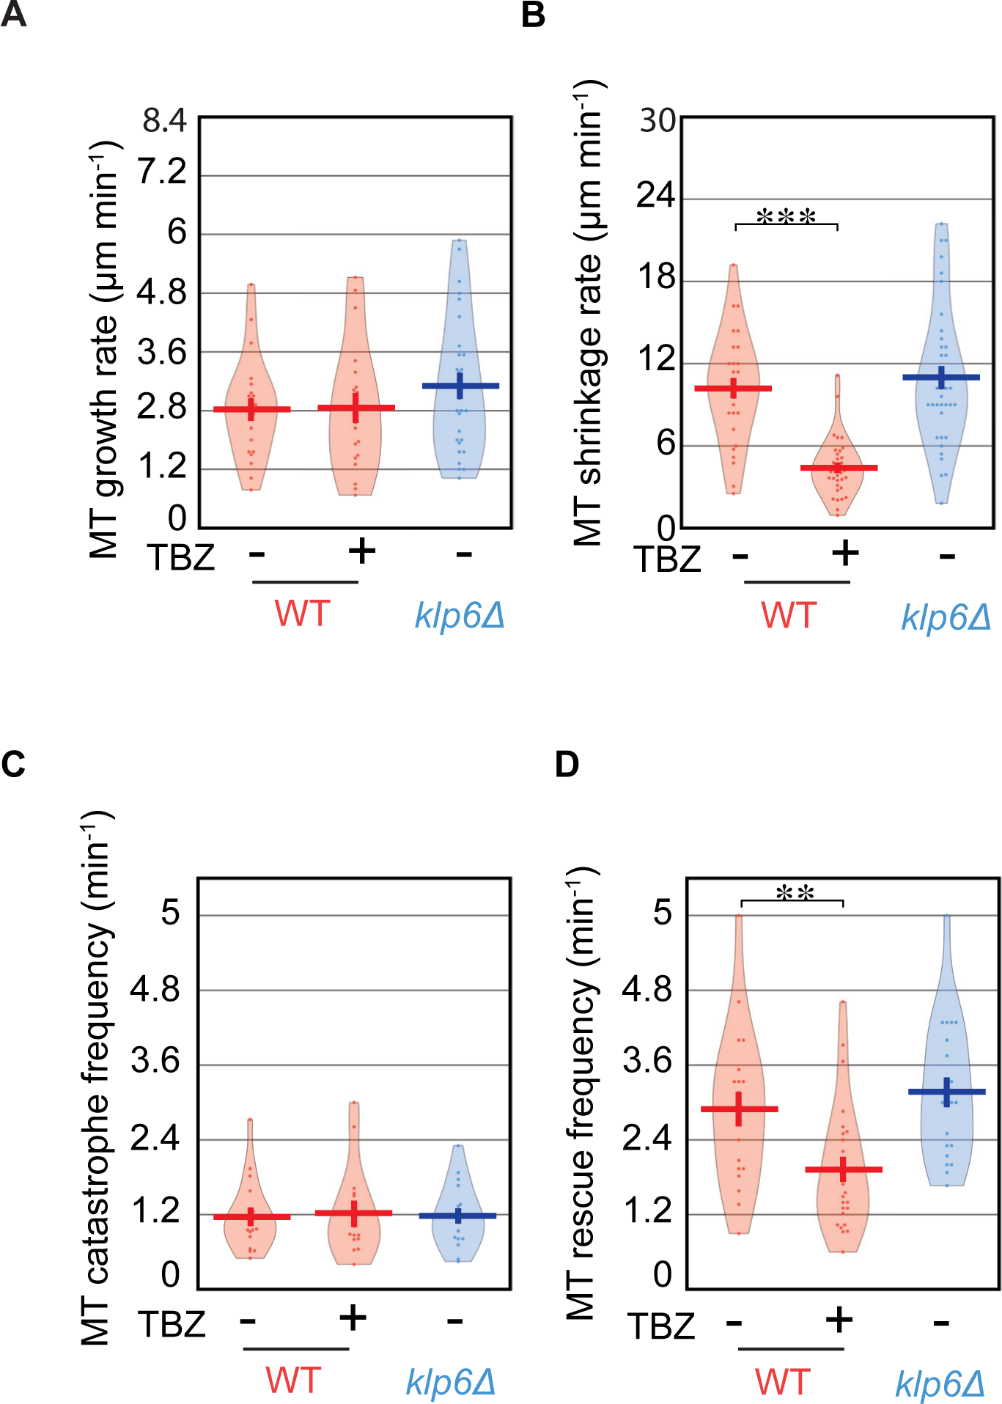 A
MT growth rate (µm min-1)
8.4
7.2
6
4.8
3.6
2.8
1.2
0
TBZ - + -
WT klp6Δ
B
MT shrinkage rate (µm min-1)
30
24
18
12
6
0
***
TBZ - + -
WT klp6Δ
C
MT catastrophe frequency (min-1)
5
4.8
3.6
2.4
1.2
0
TBZ - + -
WT klp6Δ
D
MT rescue frequency (min-1)
5
4.8
3.6
2.4
1.2
0
**
TBZ - + -
WT klp6Δ